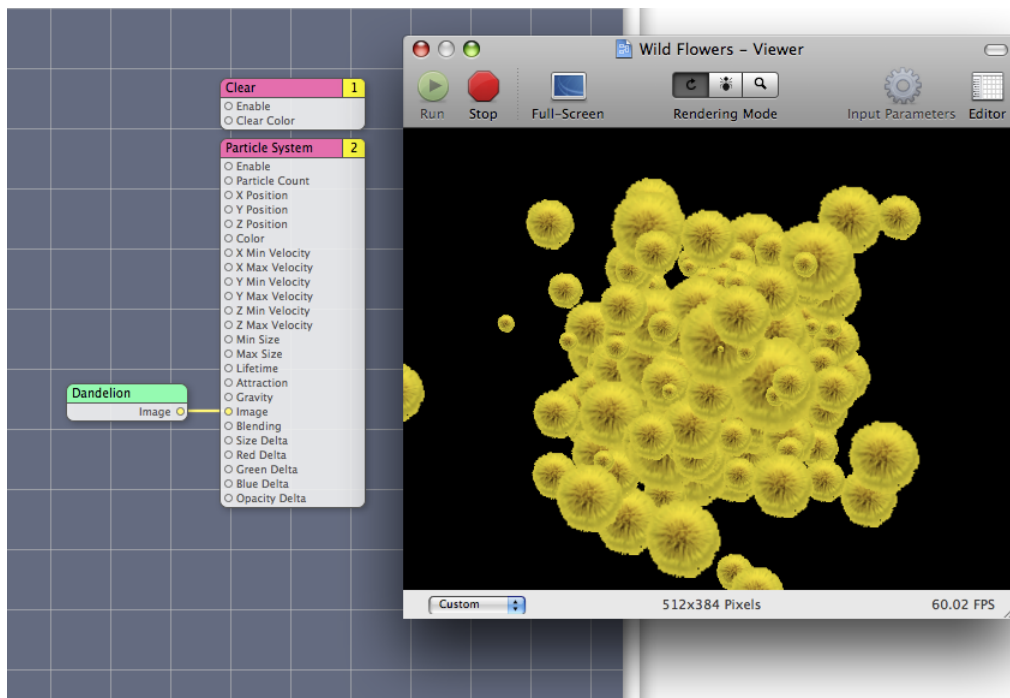 Clear 1
Enable
Clear Color
Particle System 2
Enable
Particle Count
X Position
Y Position
Z Position
Color
X Min Velocity
X Max Velocity
Y Min Velocity
Y Max Velocity
Z Min Velocity
Z Max Velocity
Min Size
Max Size
Lifetime
Attraction
Gravity
Image
Blending
Size Delta
Red Delta
Green Delta
Blue Delta
Opacity Delta
Dandelion
Image
Wild Flowers - Viewer
Run Stop Full-Screen Rendering Mode Input Parameters Editor
Custom 512x384 Pixels 60.02 FPS